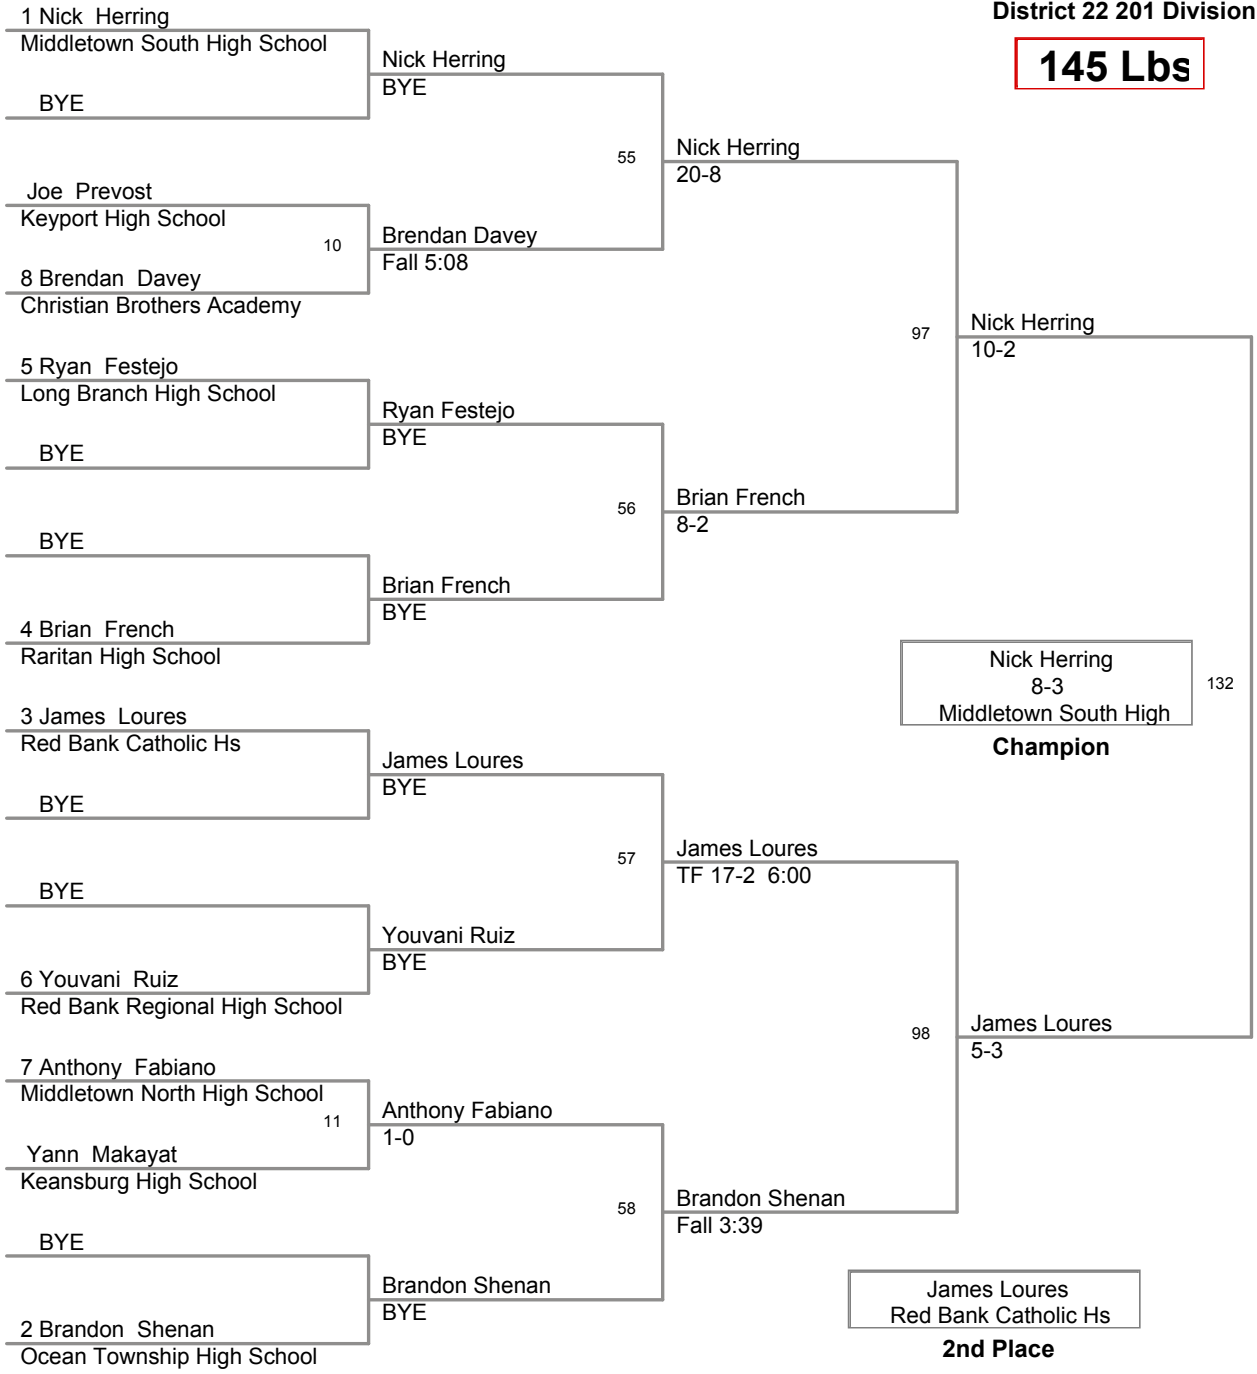 District 22 201 Division
145 Lbs
1 Nick Herring
Middletown South High School
BYE
Joe Prevost
Keyport High School
10
8 Brendan Davey
Christian Brothers Academy
5 Ryan Festejo
Long Branch High School
BYE
BYE
4 Brian French
Raritan High School
3 James Loures
Red Bank Catholic Hs
BYE
BYE
6 Youvani Ruiz
Red Bank Regional High School
7 Anthony Fabiano
Middletown North High School
11
Yann Makayat
Keansburg High School
BYE
2 Brandon Shenan
Ocean Township High School
Nick Herring
BYE
55
Brendan Davey
Fall 5:08
Ryan Festejo
BYE
56
Brian French
BYE
James Loures
BYE
57
Youvani Ruiz
BYE
Anthony Fabiano
1-0
58
Brandon Shenan
BYE
Nick Herring
20-8
97
Brian French
8-2
James Loures
TF 17-2 6:00
98
Brandon Shenan
Fall 3:39
Nick Herring
10-2
James Loures
5-3
132
Nick Herring
8-3
Middletown South High
Champion
James Loures
Red Bank Catholic Hs
2nd Place